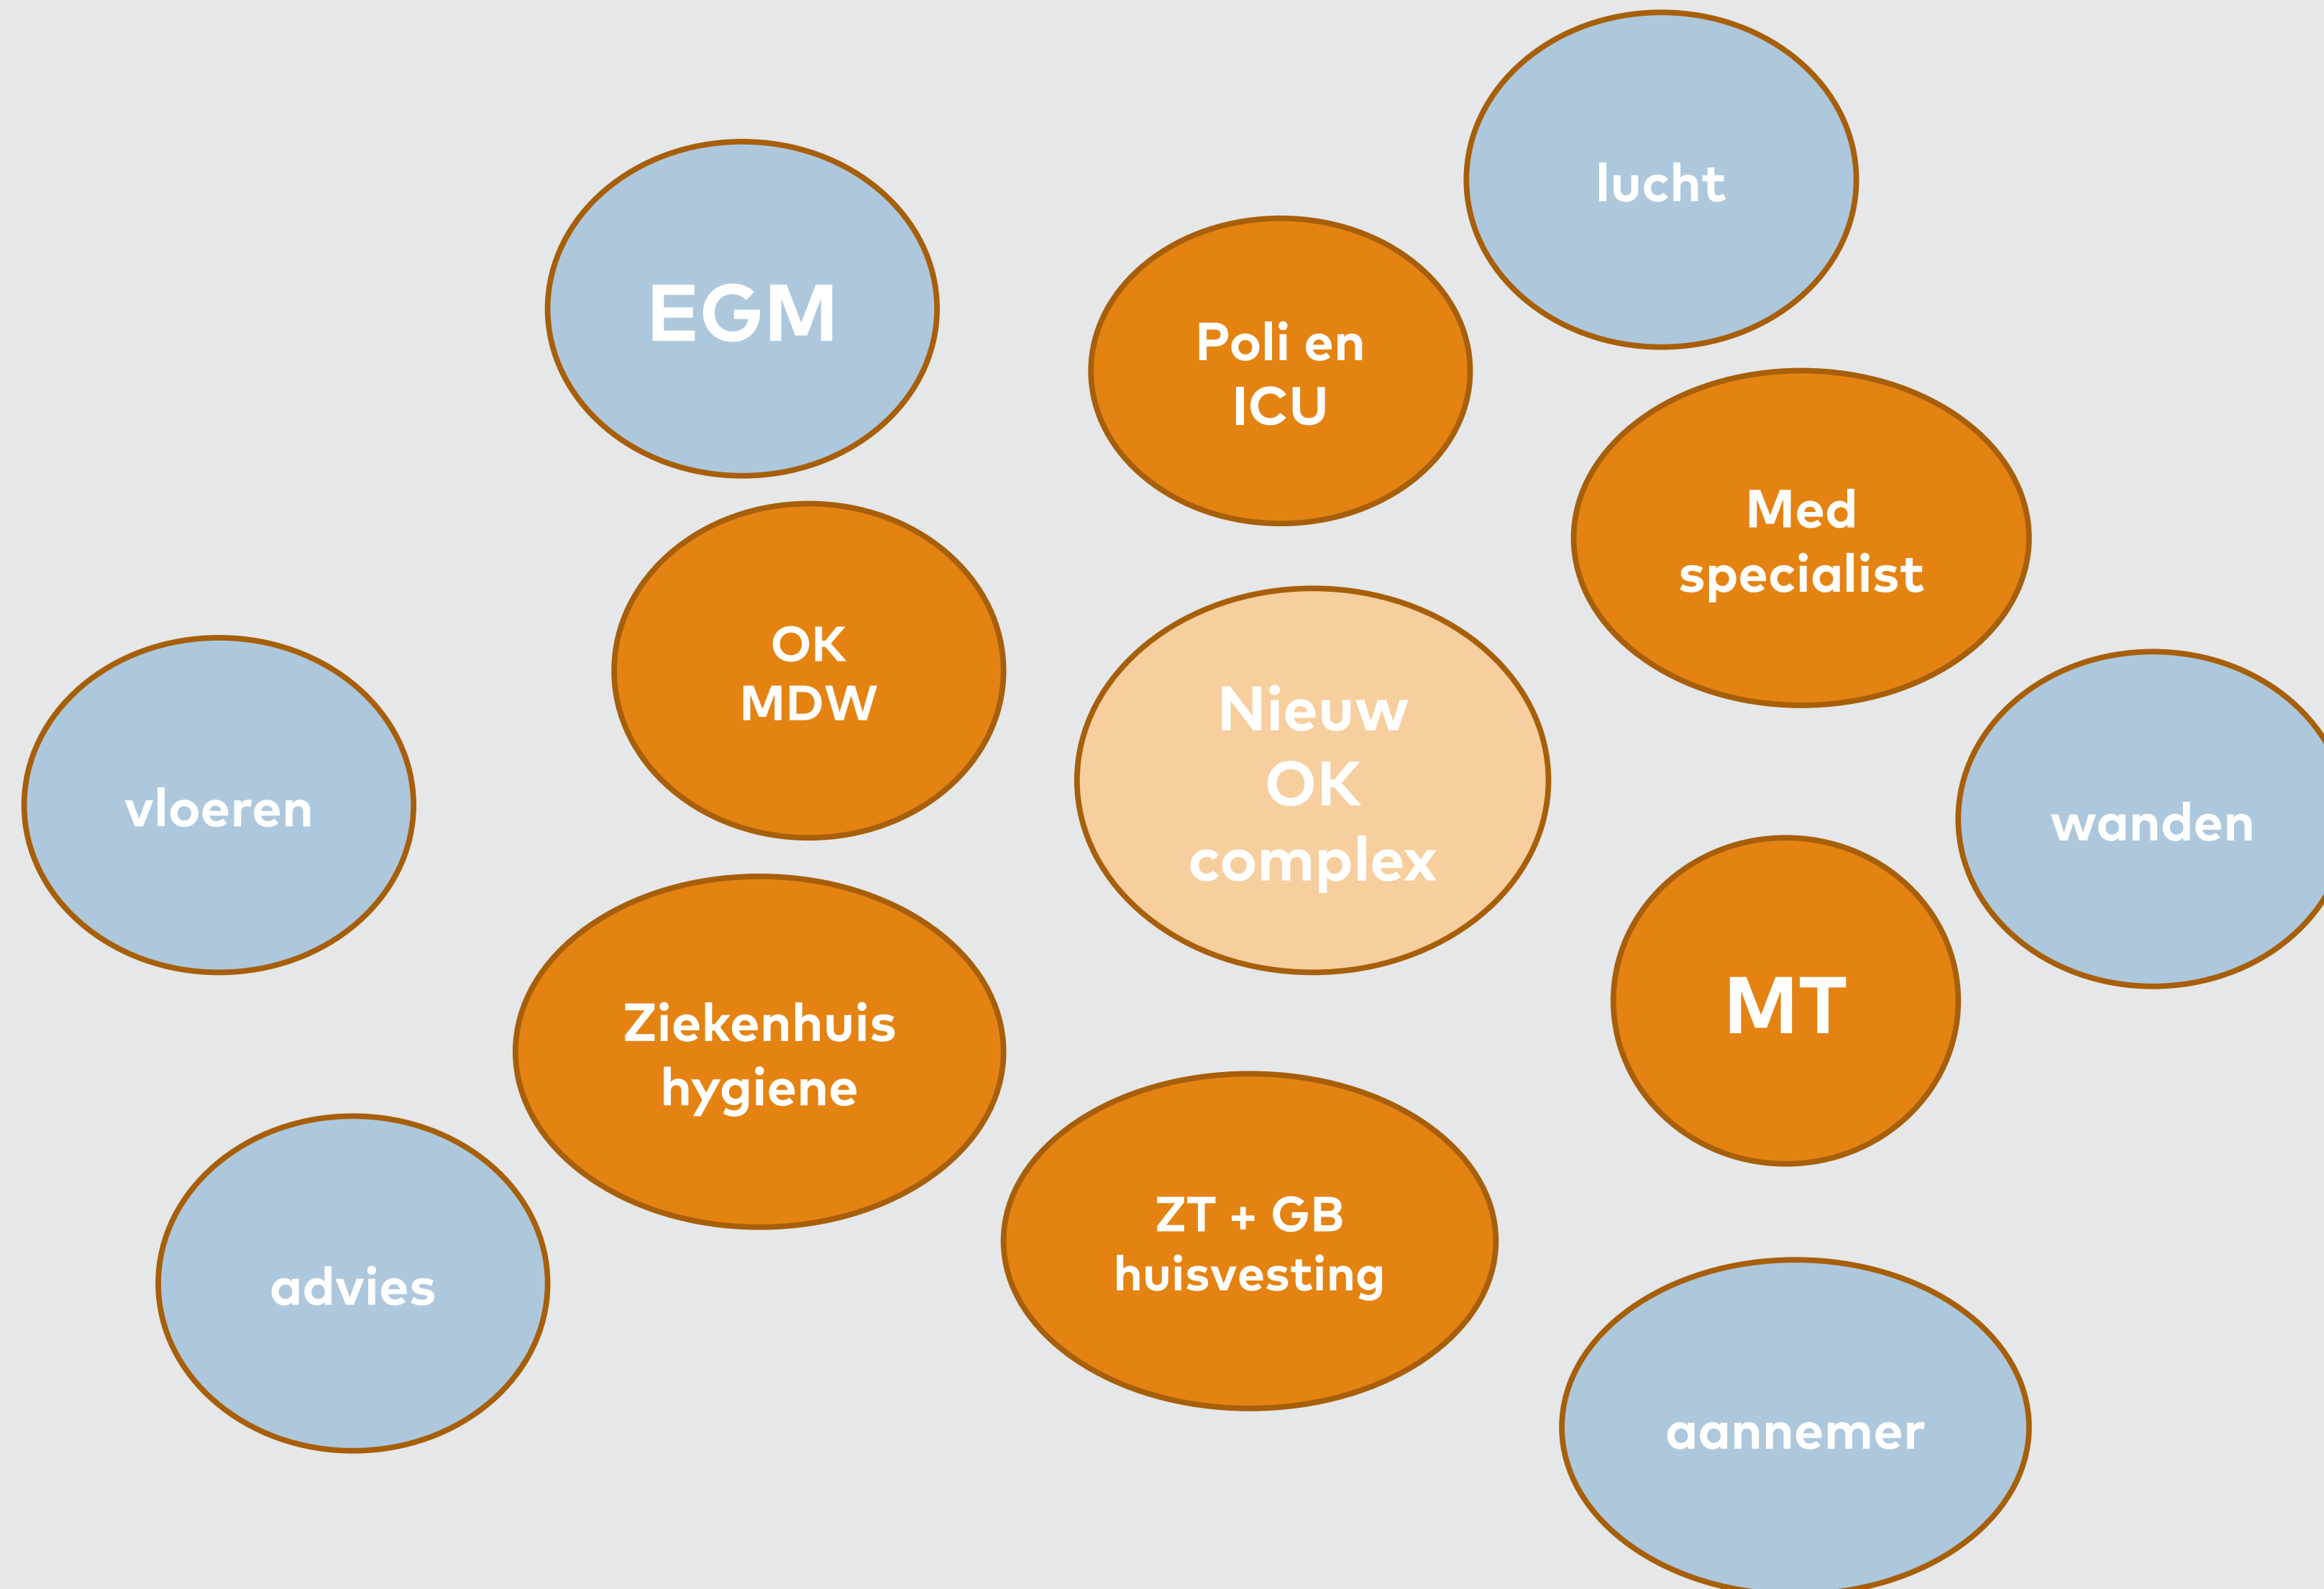 lucht
EGM
Poli en
ICU
Med
specialist
OK
MDW
Nieuw
OK
complex
vloeren
wanden
MT
Ziekenhuis
hygiene
ZT + GB
huisvesting
advies
aannemer